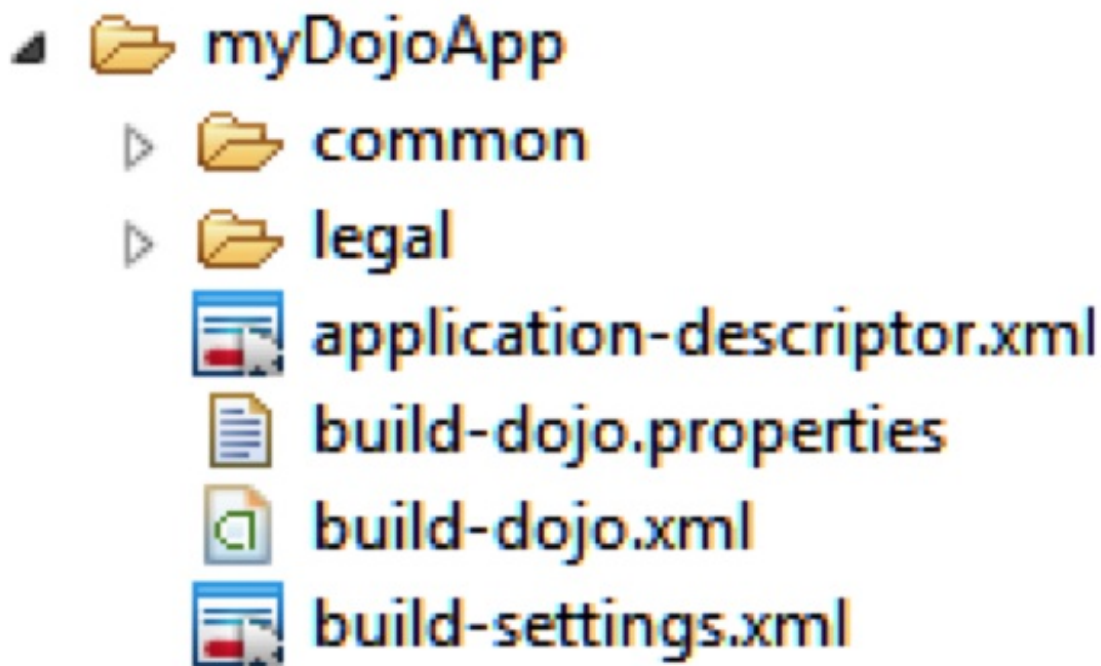 myDojoApp
common
legal
application-descriptor.xml
build-dojo.properties
build-dojo.xml
build-settings.xml